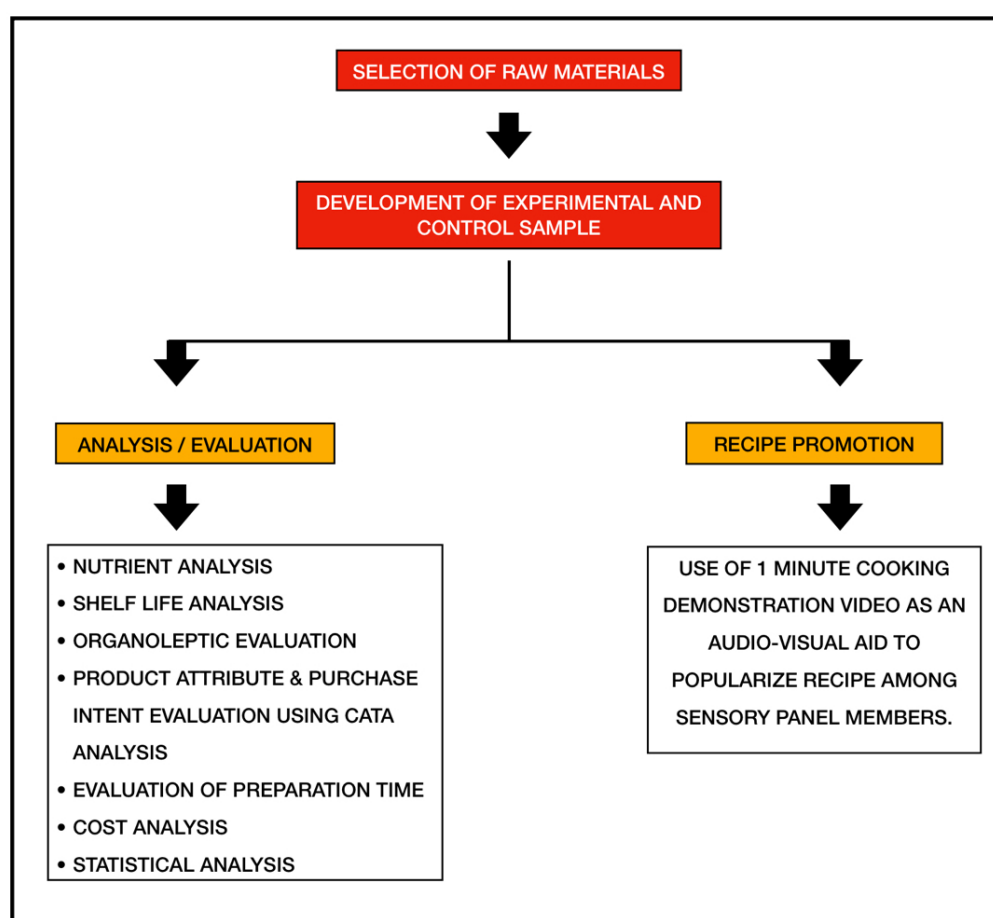 SELECTION OF RAW MATERIALS
DEVELOPMENT OF EXPERIMENTAL AND
CONTROL SAMPLE
ANALYSIS / EVALUATION
• NUTRIENT ANALYSIS
• SHELF LIFE ANALYSIS
• ORGANOLEPTIC EVALUATION
• PRODUCT ATTRIBUTE & PURCHASE
INTENT EVALUATION USING CATA
ANALYSIS
• EVALUATION OF PREPARATION TIME
• COST ANALYSIS
• STATISTICAL ANALYSIS
RECIPE PROMOTION
USE OF 1 MINUTE COOKING
DEMONSTRATION VIDEO AS AN
AUDIO-VISUAL AID TO
POPULARIZE RECIPE AMONG
SENSORY PANEL MEMBERS.